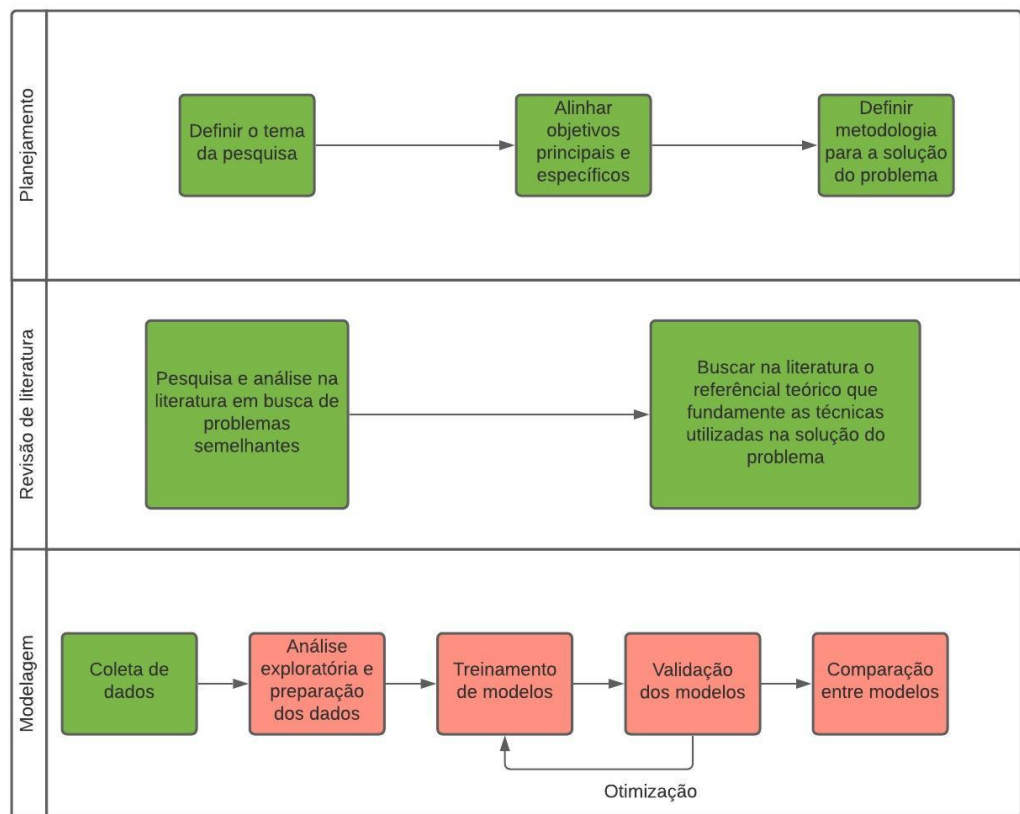 Planejamento
Definir o tema
da pesquisa
Alinhar
objetivos
principais e
específicos
Definir
metodologia
para a solução
do problema
Revisão de literatura
Pesquisa e análise na
literatura em busca de
problemas
semelhantes
Buscar na literatura o
referêncial teórico que
fundamente as técnicas
utilizadas na solução do
problema
Modelagem
Coleta de
dados
Análise
exploratória e
preparação
dos dados
Treinamento
de modelos
Validação
dos modelos
Comparação
entre modelos
Otimização